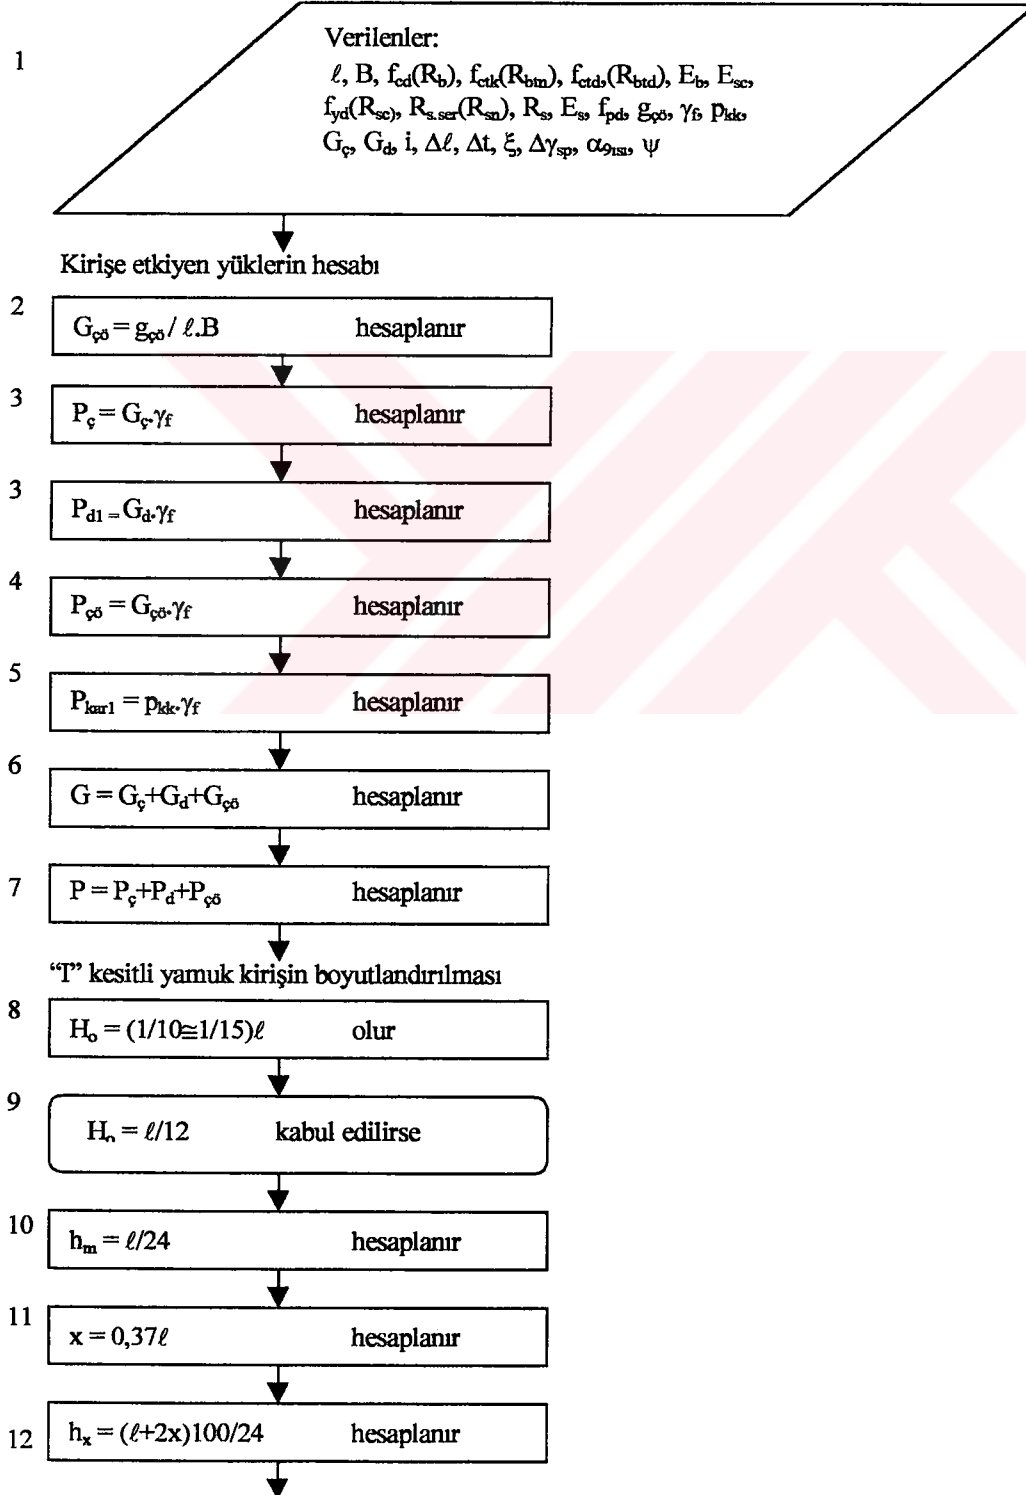 1
Verilenler:
ℓ, B, f_cd(R_b), f_ctk(R_btn), f_ctd,(R_btd), E_b, E_sc,
f_yd(R_sc), R_s.ser(R_sn), R_s, E_s, f_pd, g_çö, γ_f, p_kk,
G_ç, G_d, i, Δℓ, Δt, ξ, Δγ_sp, α_9ısı, ψ
Kirişe etkiyen yüklerin hesabı
2
G_çö = g_çö / ℓ.B hesaplanır
3
P_ç = G_ç.γ_f hesaplanır
3
P_d1 = G_d.γ_f hesaplanır
4
P_çö = G_çö.γ_f hesaplanır
5
P_kar1 = p_kk.γ_f hesaplanır
6
G = G_ç+G_d+G_çö hesaplanır
7
P = P_ç+P_d+P_çö hesaplanır
“I” kesitli yamuk kirişin boyutlandırılması
8
H_o = (1/10≅1/15)ℓ olur
9
H_o = ℓ/12 kabul edilirse
10
h_m = ℓ/24 hesaplanır
11
x = 0,37ℓ hesaplanır
12
h_x = (ℓ+2x)100/24 hesaplanır